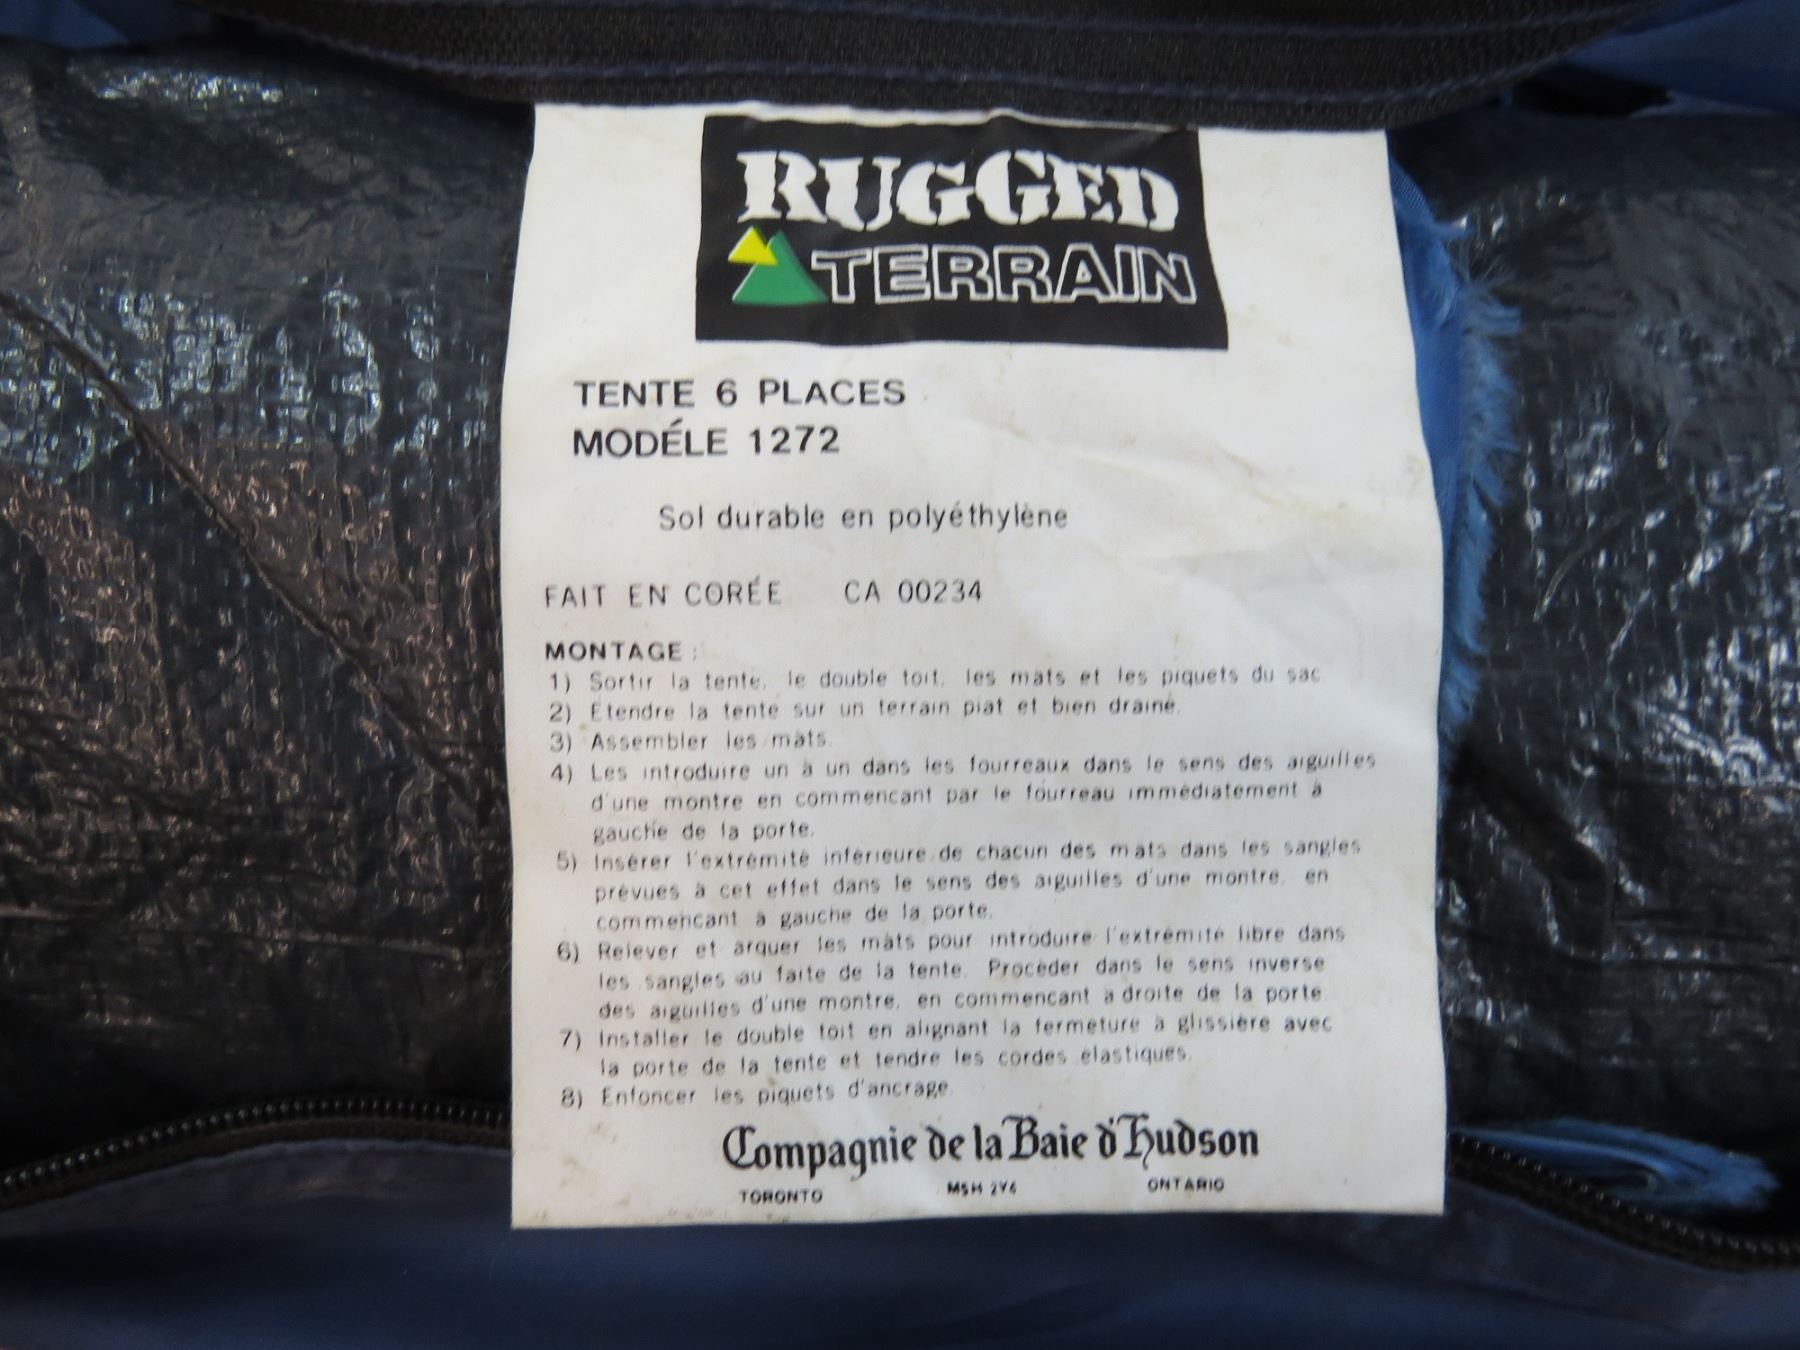 RUGGED
TERRAIN
TENTE 6 PLACES
MODÉLE 1272
Sol durable en polyéthylène
FAIT EN CORÉE CA 00234
MONTAGE :
1) Sortir la tente, le double toit, les mâts et les piquets du sac.
2) Etendre la tente sur un terrain plat et bien drainé.
3) Assembler les mâts.
4) Les introduire un à un dans les fourreaux dans le sens des aiguilles
d'une montre en commencant par le fourreau immédiatement à
gauche de la porte.
5) Insérer l'extrémité inférieure de chacun des mats dans les sangles
prévues à cet effet dans le sens des aiguilles d'une montre, en
commencant à gauche de la porte.
6) Relever et arquer les mâts pour introduire l'extrémité libre dans
les sangles au faîte de la tente. Procéder dans le sens inverse
des aiguilles d'une montre, en commencant à droite de la porte.
7) Installer le double toit en alignant la fermeture à glissière avec
la porte de la tente et tendre les cordes élastiques.
8) Enfoncer les piquets d'ancrage.
Compagnie de la Baie d'Hudson
TORONTO M5H 2Y4 ONTARIO